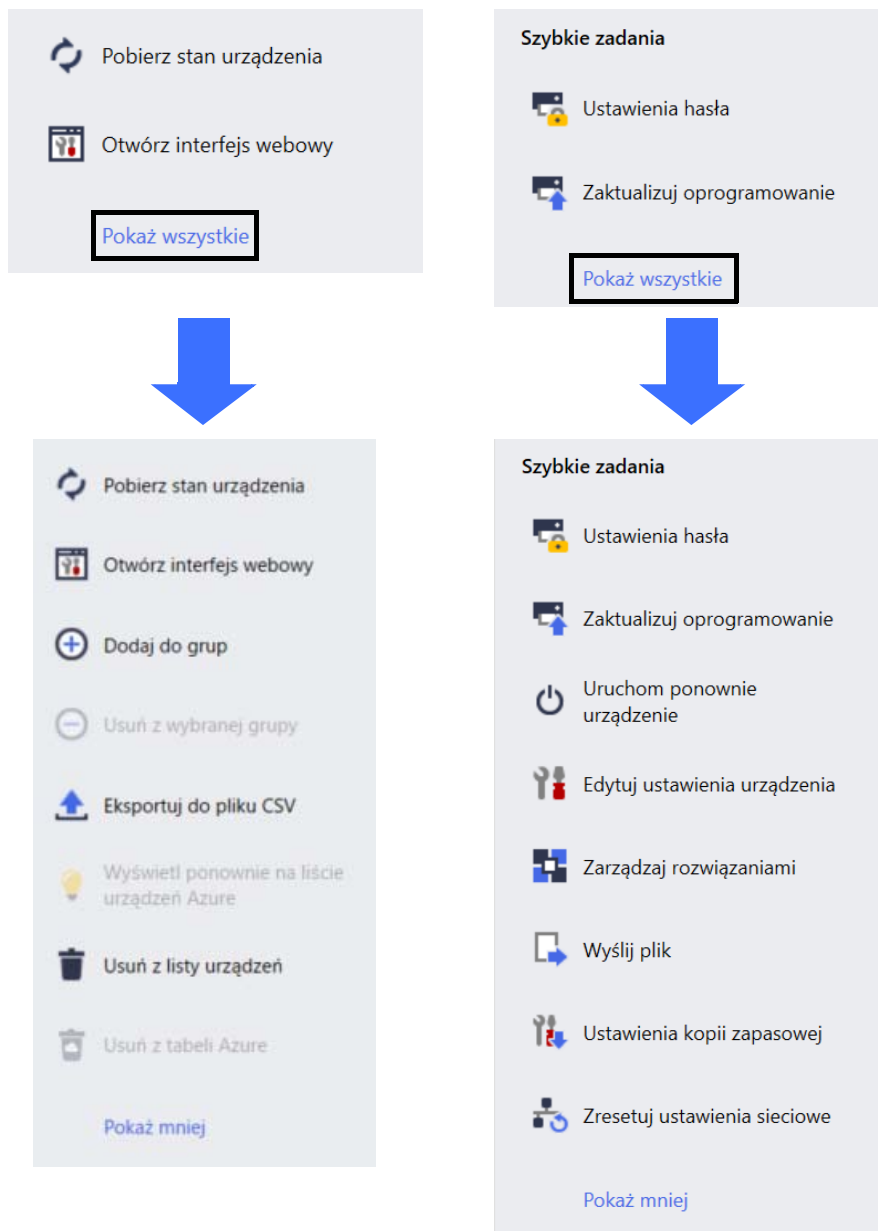 Pobierz stan urządzenia
Otwórz interfejs webowy
Pokaż wszystkie
Szybkie zadania
Ustawienia hasła
Zaktualizuj oprogramowanie
Pokaż wszystkie
Pobierz stan urządzenia
Otwórz interfejs webowy
Dodaj do grup
Usuń z wybranej grupy
Eksportuj do pliku CSV
Wyświetl ponownie na liście
urządzeń Azure
Usuń z listy urządzeń
Usuń z tabeli Azure
Pokaż mniej
Szybkie zadania
Ustawienia hasła
Zaktualizuj oprogramowanie
Uruchom ponownie
urządzenie
Edytuj ustawienia urządzenia
Zarządzaj rozwiązaniami
Wyślij plik
Ustawienia kopii zapasowej
Zresetuj ustawienia sieciowe
Pokaż mniej